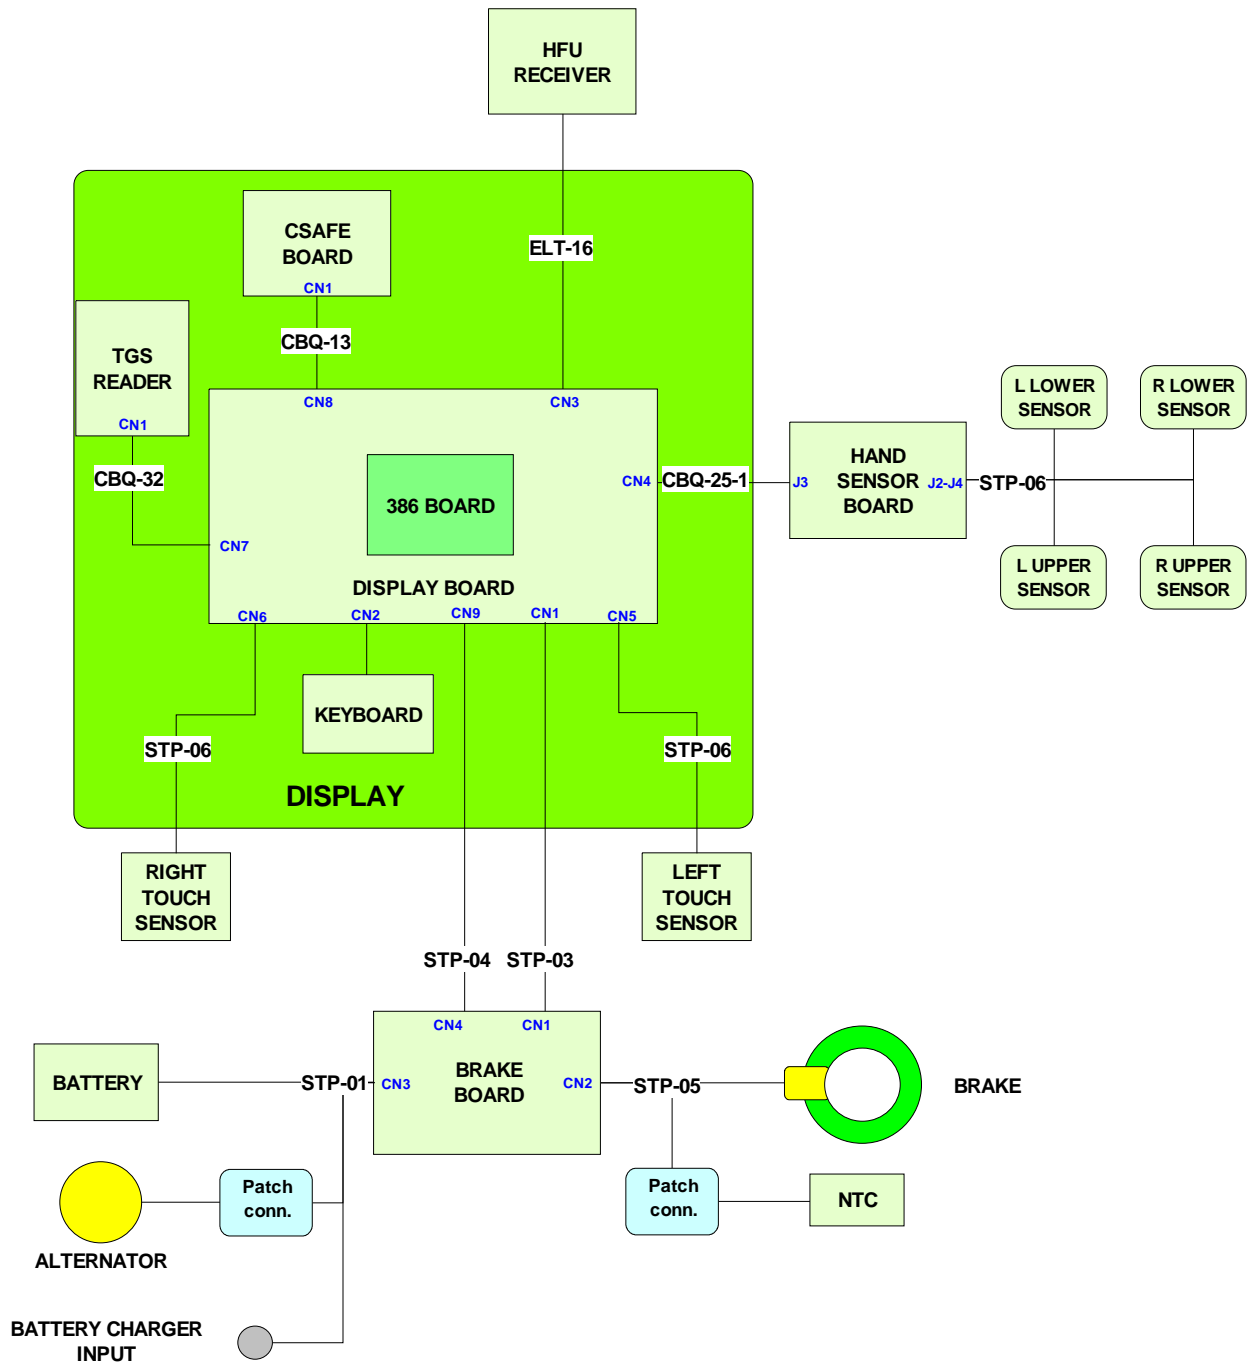 HFU
RECEIVER
ELT-16
CSAFE
BOARD
CN1
CBQ-13
TGS
READER
CN1
CBQ-32
CN8
CN3
CN4
CN7
386 BOARD
DISPLAY BOARD
CN6
CN2
CN9
CN1
CN5
CBQ-25-1
J3
HAND
SENSOR
BOARD
J2-J4
STP-06
L LOWER
SENSOR
R LOWER
SENSOR
L UPPER
SENSOR
R UPPER
SENSOR
KEYBOARD
STP-06
STP-06
DISPLAY
RIGHT
TOUCH
SENSOR
LEFT
TOUCH
SENSOR
STP-04
STP-03
CN4
CN1
BRAKE
BOARD
CN3
CN2
BATTERY
STP-01
STP-05
BRAKE
Patch
conn.
ALTERNATOR
Patch
conn.
NTC
BATTERY CHARGER
INPUT